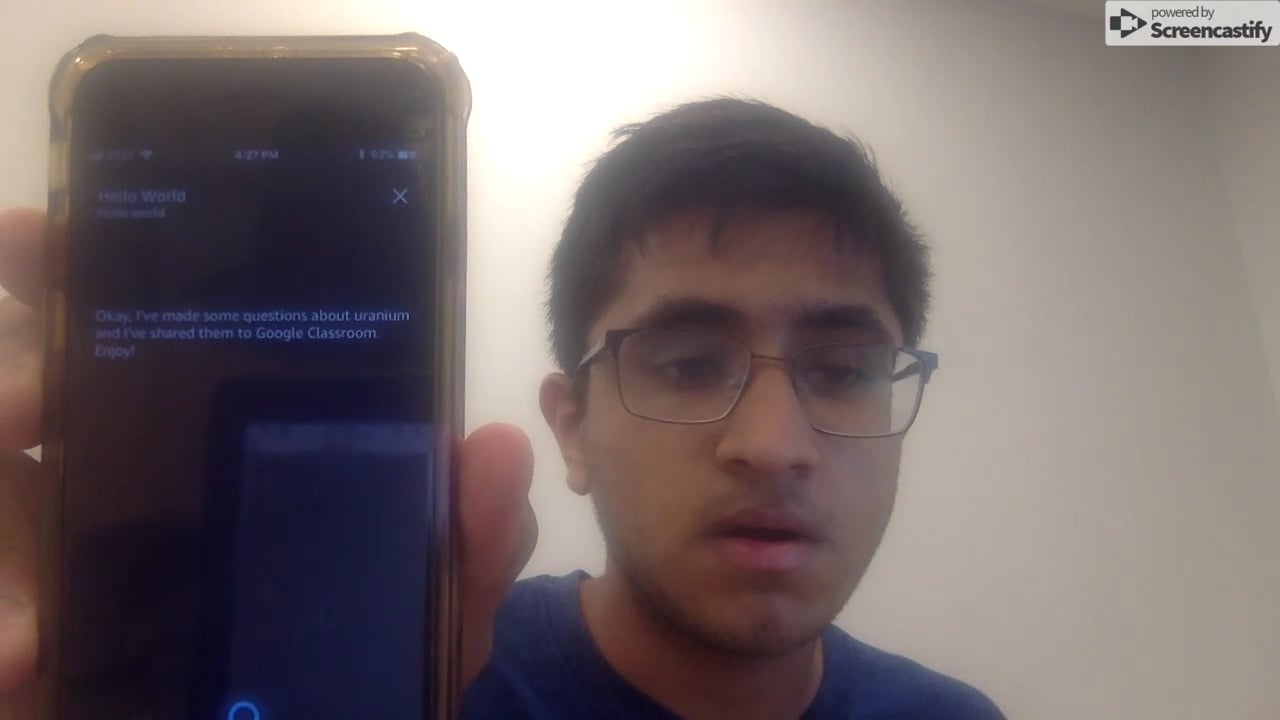 powered by
Screencastify
4:27 PM
93%
Hello World
hello-world
Okay, I've made some questions about uranium
and I've shared them to Google Classroom.
Enjoy!